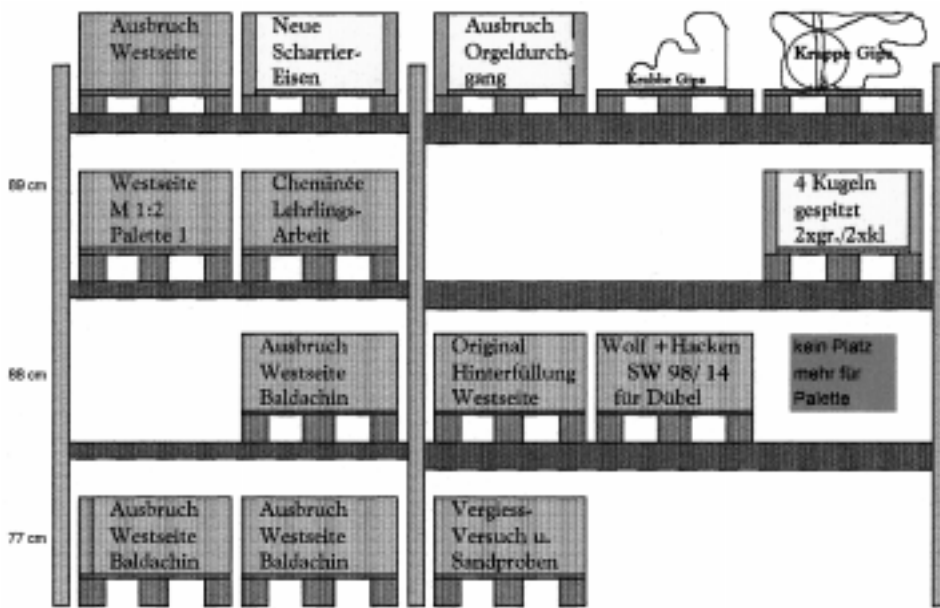 Ausbruch
Westseite
Neue
Scharrier-
Eisen
Ausbruch
Orgeldurch-
gang
Krabbe Gips
Krappe Gips
89 cm
Westseite
M 1:2
Palette 1
Cheminée
Lehrlings-
Arbeit
4 Kugeln
gespitzt
2xgr./2xkl
88 cm
Ausbruch
Westseite
Baldachin
Original
Hinterfüllung
Westseite
Wolf + Hacken
SW 98/ 14
für Dübel
kein Platz
mehr für
Palette
77 cm
Ausbruch
Westseite
Baldachin
Ausbruch
Westseite
Baldachin
Vergiess-
Versuch u.
Sandproben